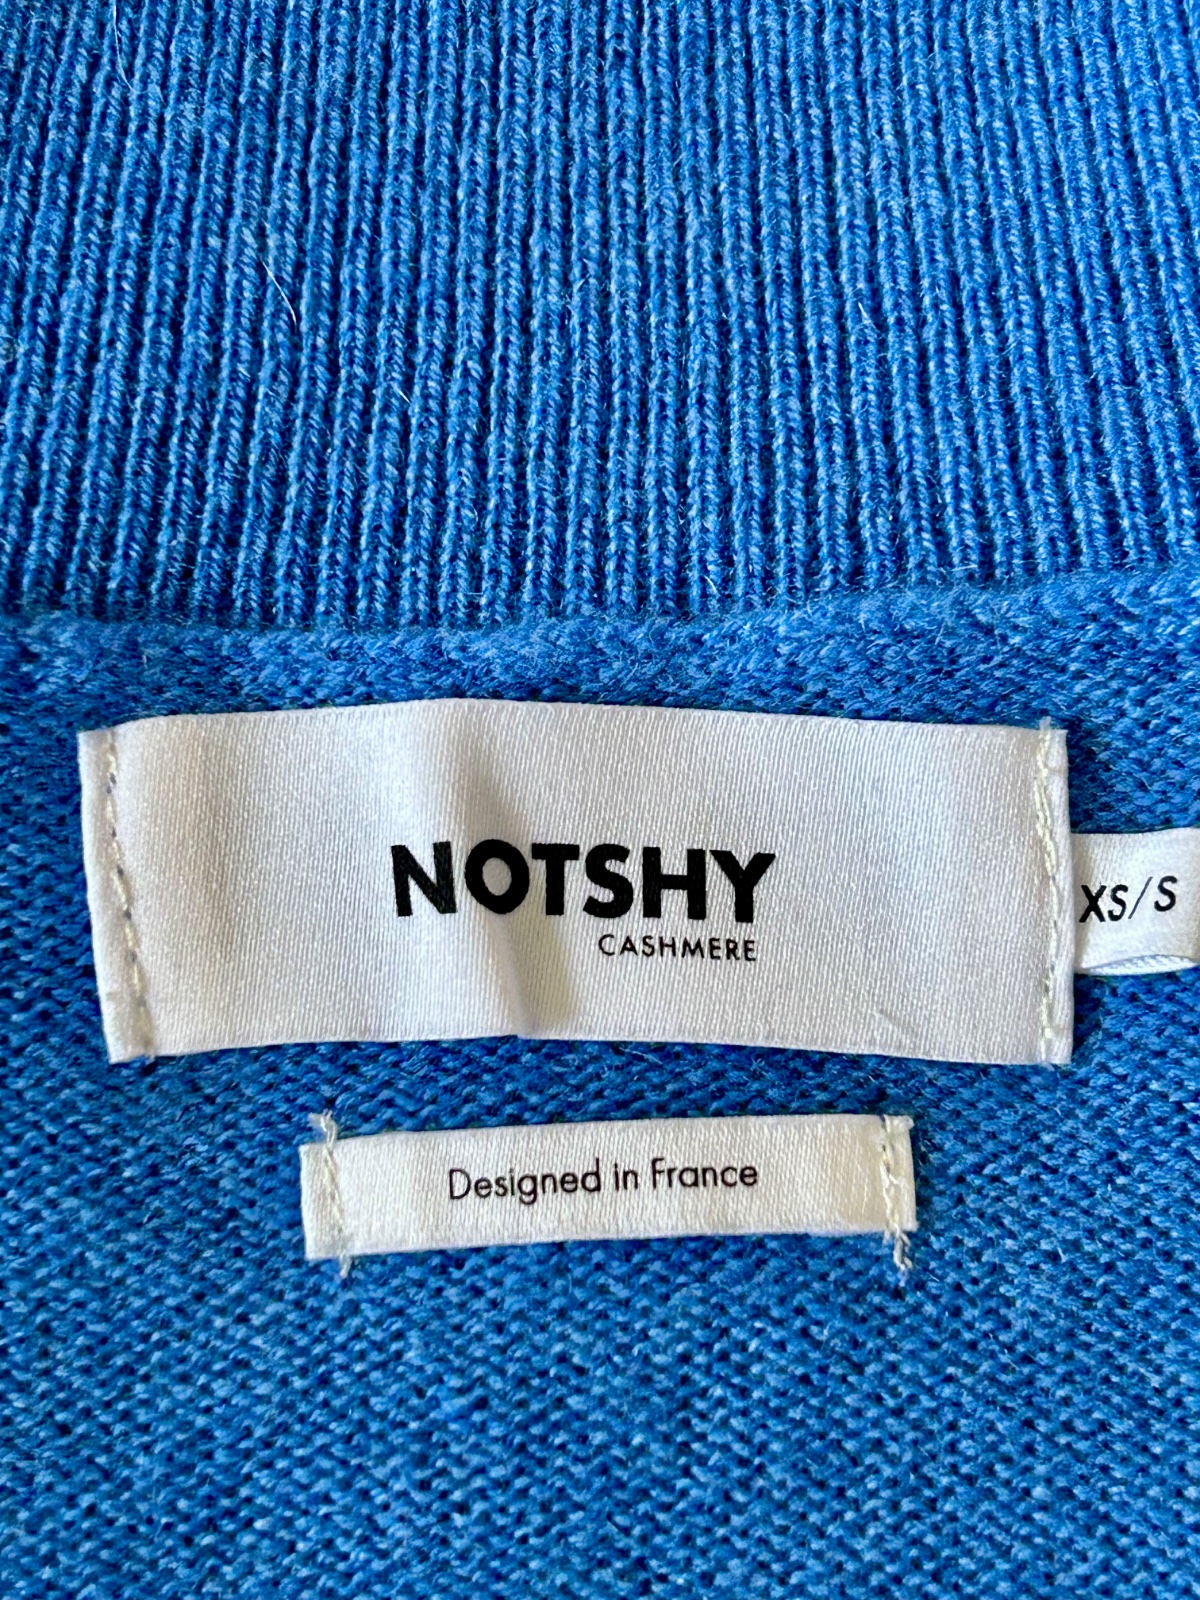 NOTSHY
CASHMERE
XS/S
Designed in France